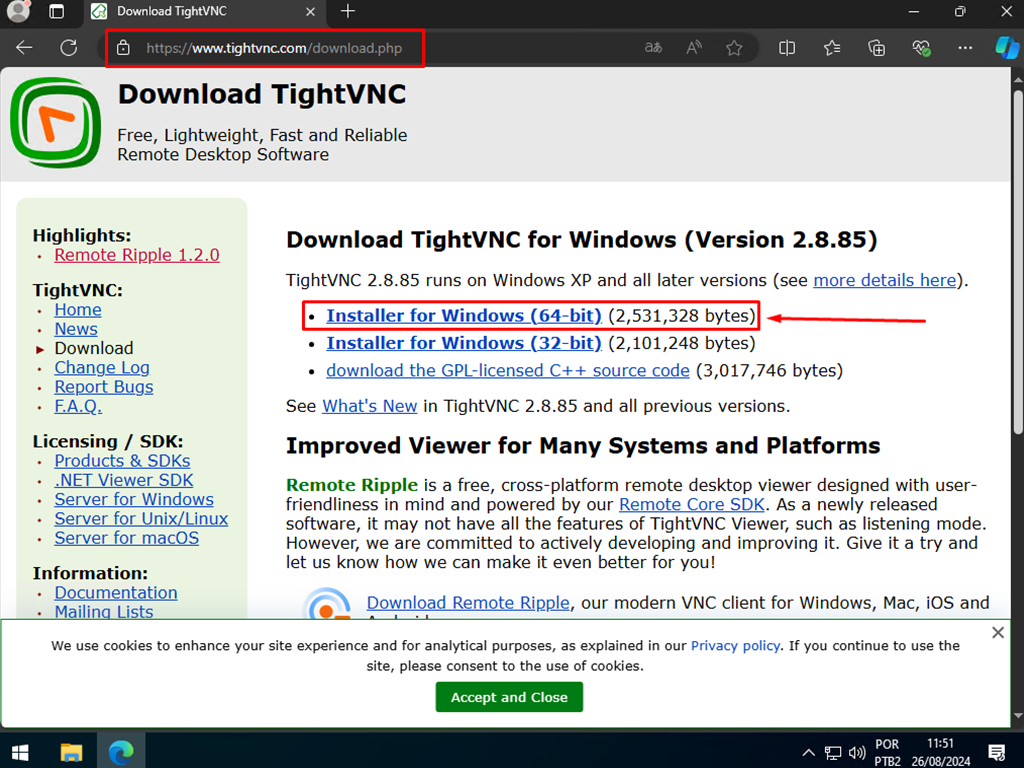 Download TightVNC
https://www.tightvnc.com/download.php
Download TightVNC
Free, Lightweight, Fast and Reliable
Remote Desktop Software
Highlights:
Remote Ripple 1.2.0
TightVNC:
Home
News
Download
Change Log
Report Bugs
F.A.Q.
Licensing / SDK:
Products & SDKs
.NET Viewer SDK
Server for Windows
Server for Unix/Linux
Server for macOS
Information:
Documentation
Mailing Lists
Download TightVNC for Windows (Version 2.8.85)
TightVNC 2.8.85 runs on Windows XP and all later versions (see more details here).
Installer for Windows (64-bit) (2,531,328 bytes)
Installer for Windows (32-bit) (2,101,248 bytes)
download the GPL-licensed C++ source code (3,017,746 bytes)
See What's New in TightVNC 2.8.85 and all previous versions.
Improved Viewer for Many Systems and Platforms
Remote Ripple is a free, cross-platform remote desktop viewer designed with user-
friendliness in mind and powered by our Remote Core SDK. As a newly released
software, it may not have all the features of TightVNC Viewer, such as listening mode.
However, we are committed to actively developing and improving it. Give it a try and
let us know how we can make it even better for you!
Download Remote Ripple, our modern VNC client for Windows, Mac, iOS and
We use cookies to enhance your site experience and for analytical purposes, as explained in our Privacy policy. If you continue to use the
site, please consent to the use of cookies.
Accept and Close
POR
PTB2
11:51
26/08/2024